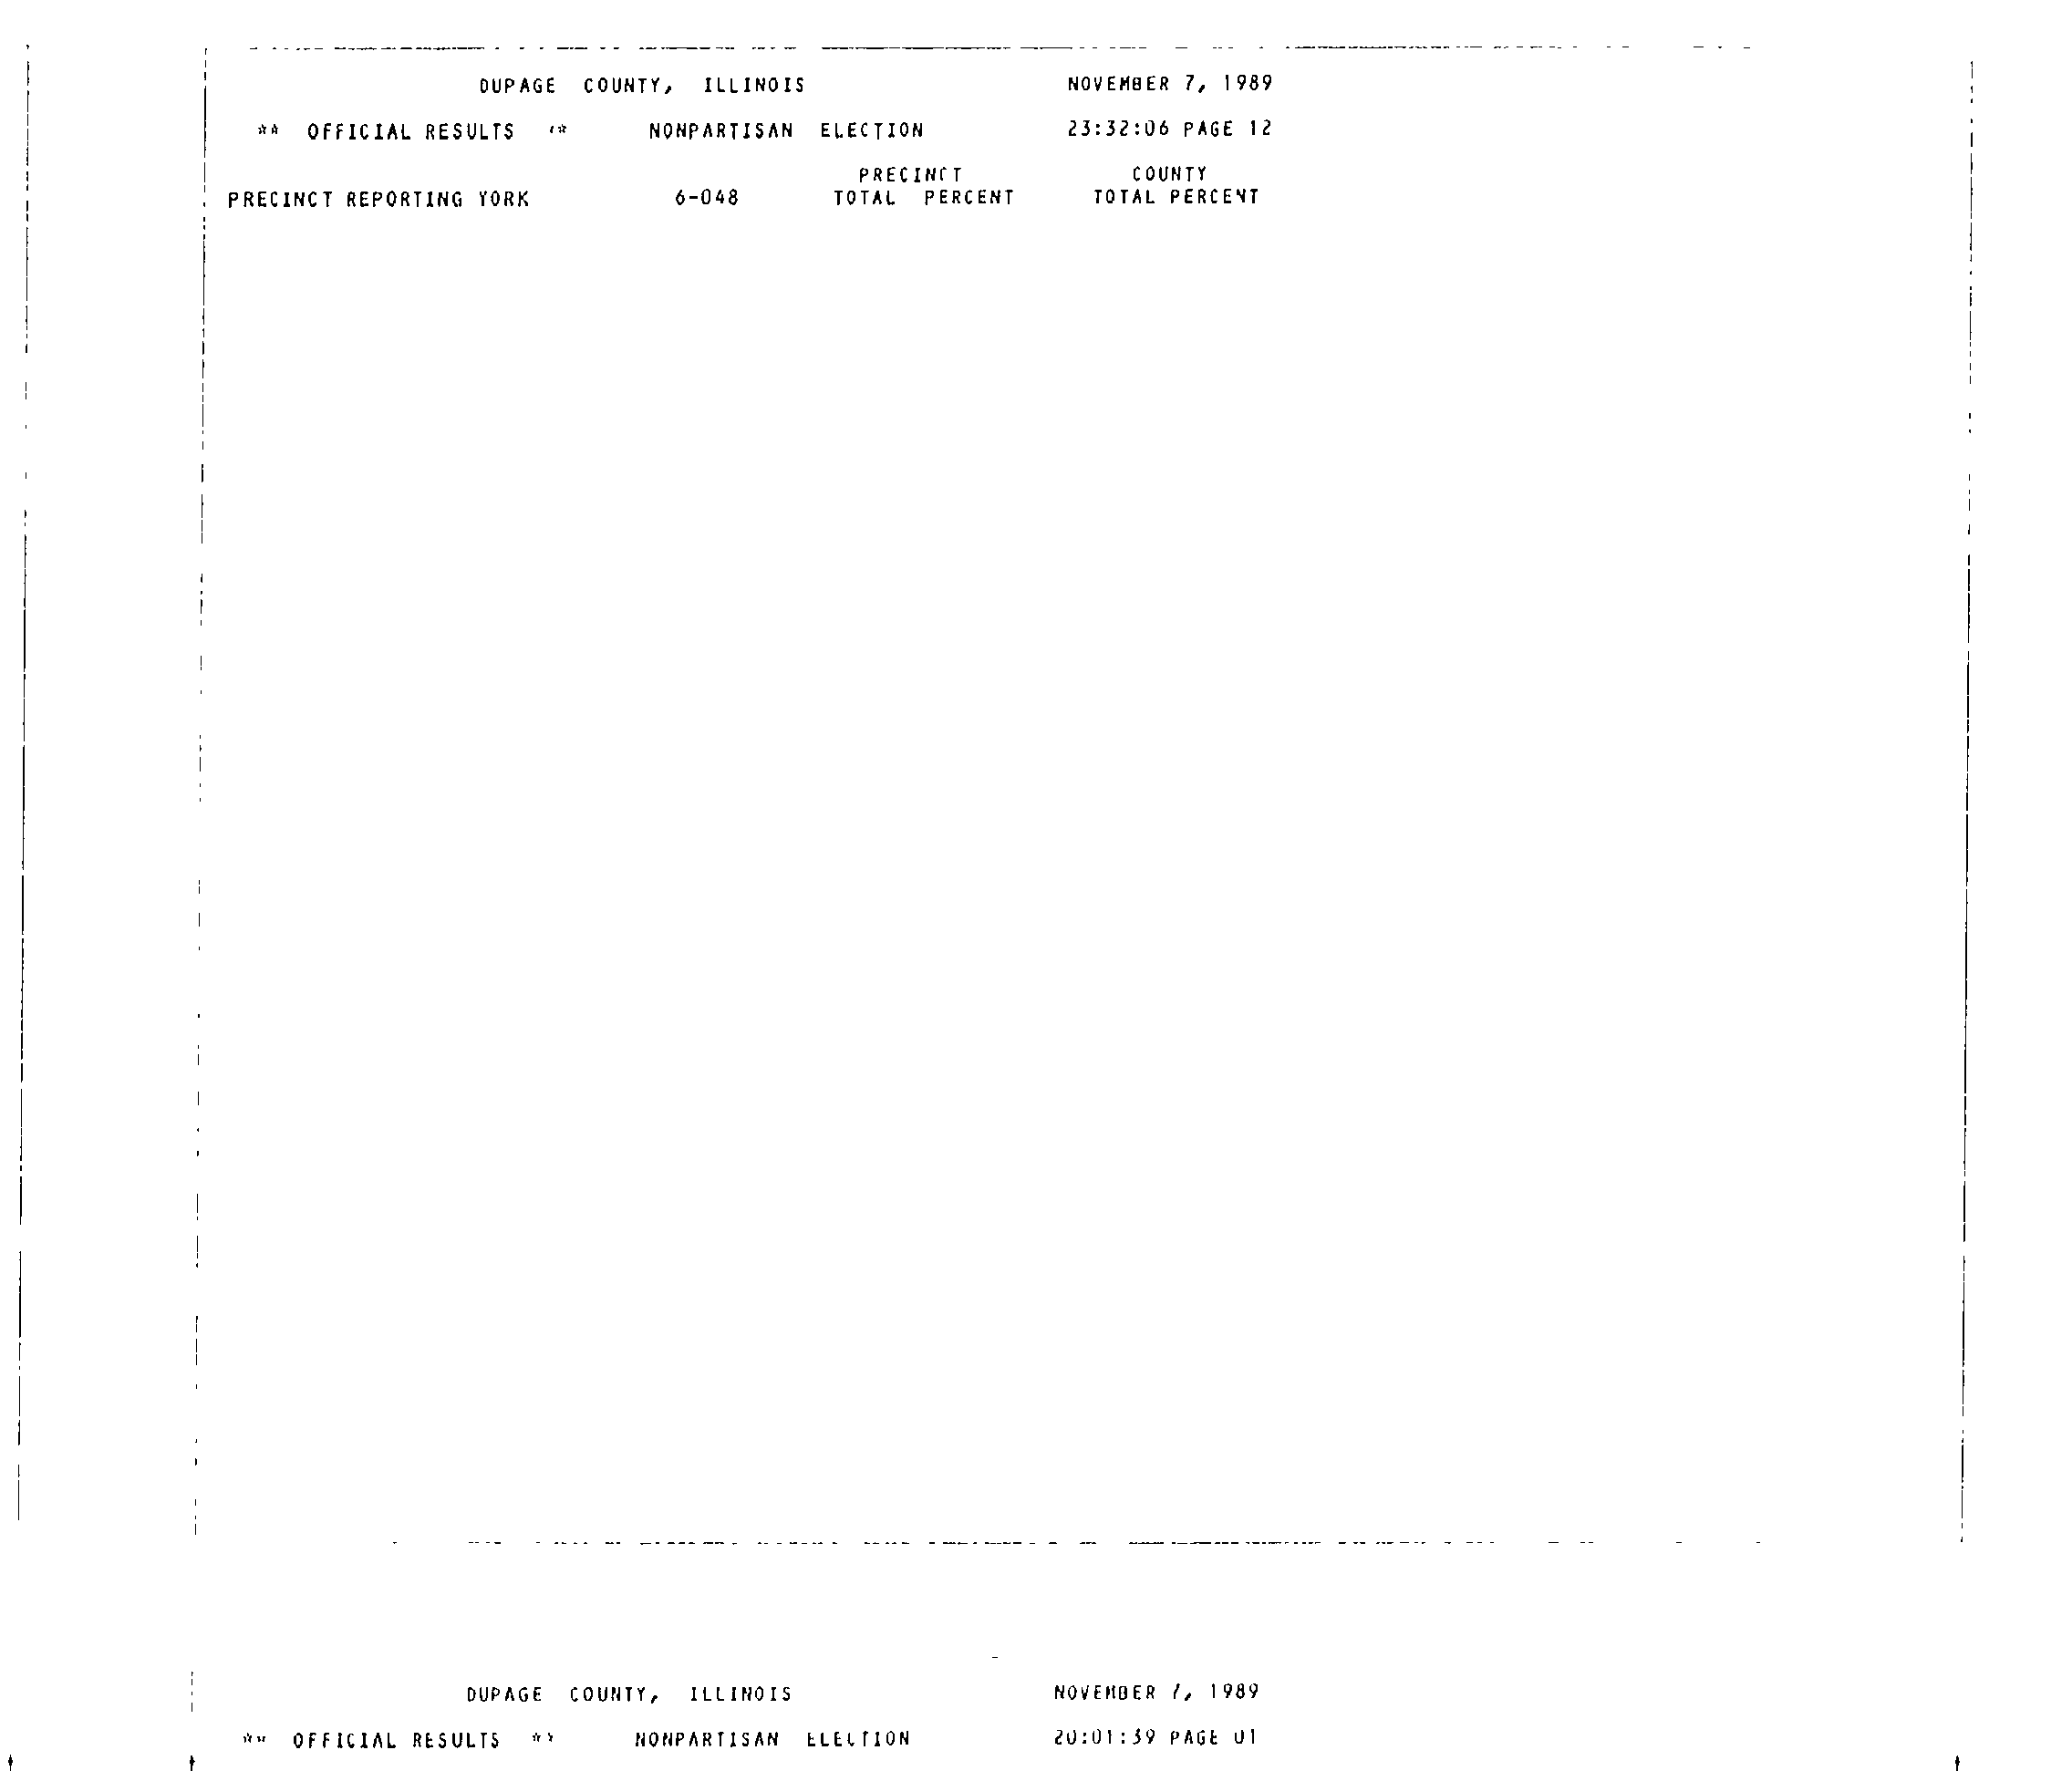 DUPAGE COUNTY, ILLINOIS NOVEMBER 7, 1989
** OFFICIAL RESULTS ** NONPARTISAN ELECTION 23:32:06 PAGE 12
PRECINCT COUNTY
PRECINCT REPORTING YORK 6-048 TOTAL PERCENT TOTAL PERCENT
DUPAGE COUNTY, ILLINOIS NOVEMBER 7, 1989
** OFFICIAL RESULTS ** NONPARTISAN ELECTION 20:01:39 PAGE 01